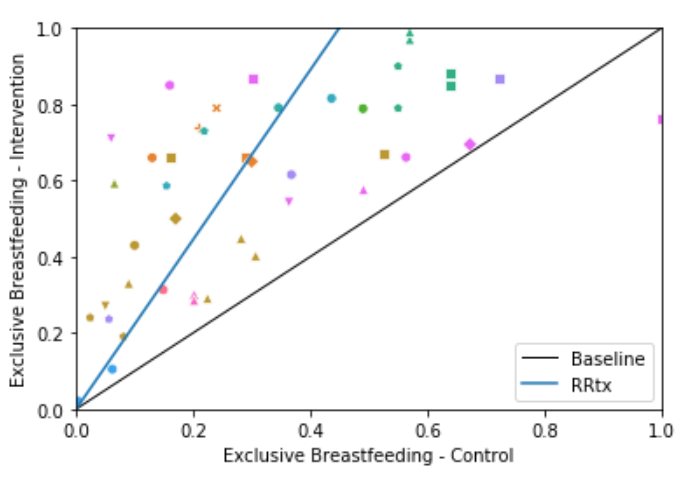 1.0
0.8
0.6
0.4
0.2
0.0
Exclusive Breastfeeding - Intervention
Baseline
RRtx
0.0 0.2 0.4 0.6 0.8 1.0
Exclusive Breastfeeding - Control